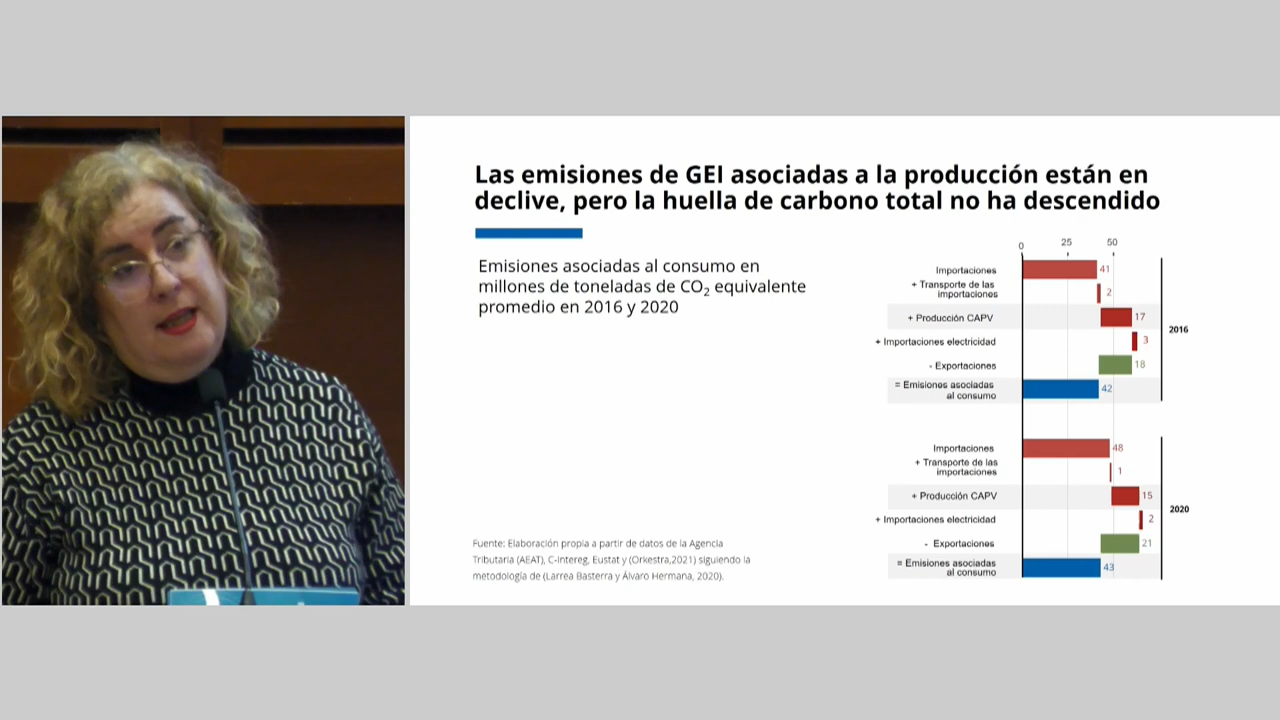 Las emisiones de GEI asociadas a la producción están en
declive, pero la huella de carbono total no ha descendido
Emisiones asociadas al consumo en
millones de toneladas de CO₂ equivalente
promedio en 2016 y 2020
0 25 50
Importaciones 41
+ Transporte de las
importaciones 2
+ Producción CAPV 17
+ Importaciones electricidad 3
- Exportaciones 18
= Emisiones asociadas
al consumo 42
2016
Importaciones 48
+ Transporte de las
importaciones 1
+ Producción CAPV 15
+ Importaciones electricidad 2
- Exportaciones 21
= Emisiones asociadas
al consumo 43
2020
Fuente: Elaboración propia a partir de datos de la Agencia
Tributaria (AEAT), C-Intereg, Eustat y (Orkestra,2021) siguiendo la
metodología de (Larrea Basterra y Álvaro Hermana, 2020).